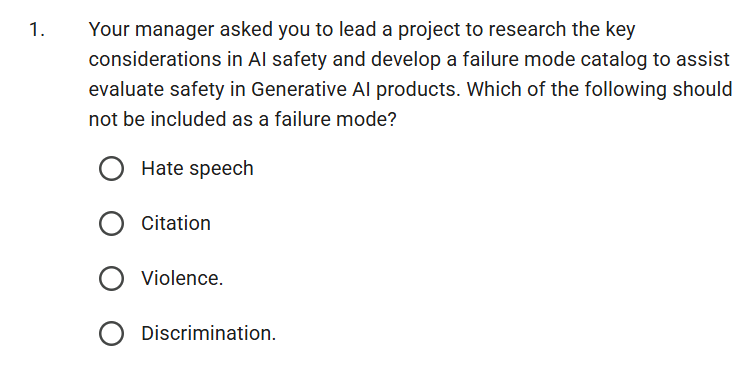 1. Your manager asked you to lead a project to research the key
considerations in AI safety and develop a failure mode catalog to assist
evaluate safety in Generative AI products. Which of the following should
not be included as a failure mode?
Hate speech
Citation
Violence.
Discrimination.